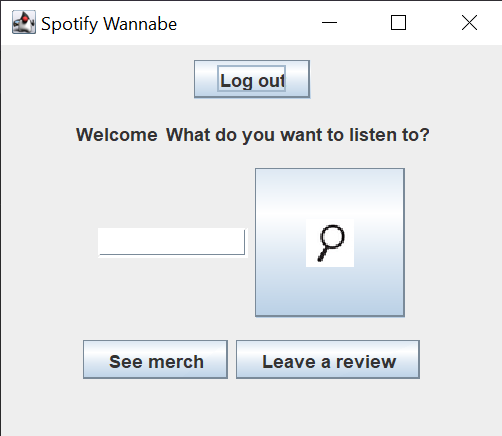 Spotify Wannabe
Log out
Welcome What do you want to listen to?
See merch Leave a review